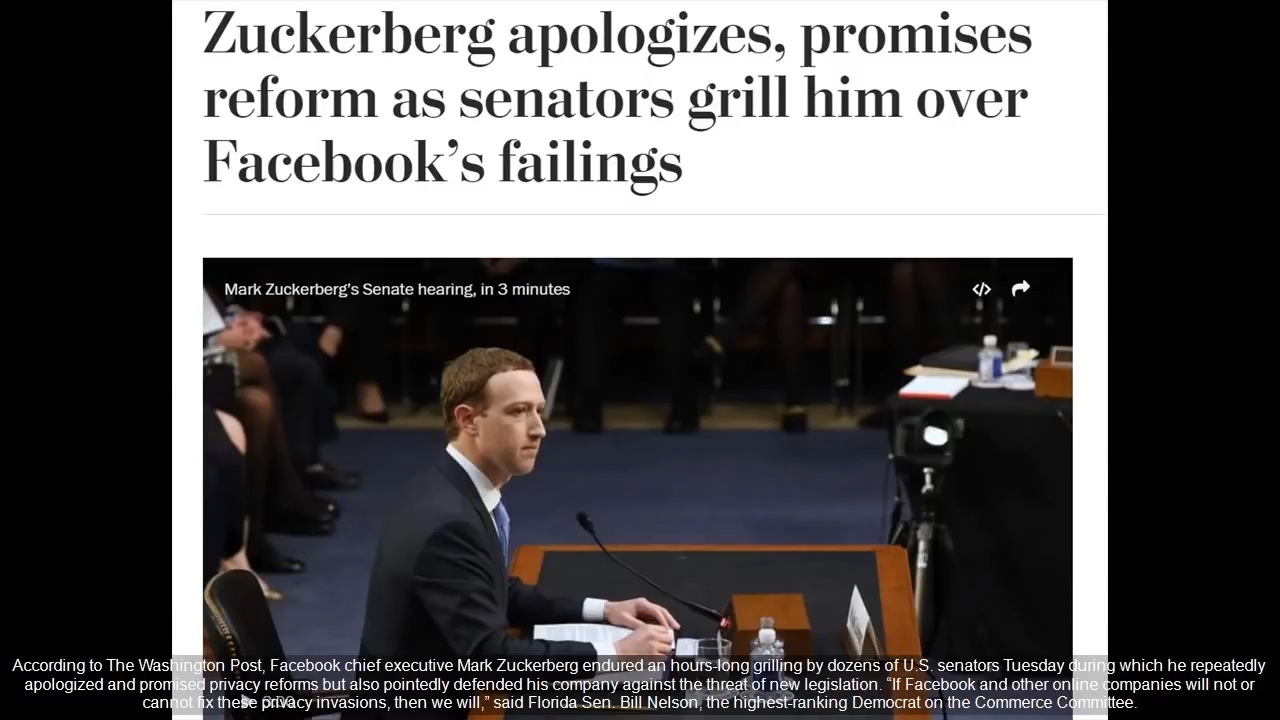 Zuckerberg apologizes, promises
reform as senators grill him over
Facebook’s failings
Mark Zuckerberg’s Senate hearing, in 3 minutes
According to The Washington Post, Facebook chief executive Mark Zuckerberg endured an hours-long grilling by dozens of U.S. senators Tuesday during which he repeatedly
apologized and promised privacy reforms but also pointedly defended his company against the threat of new legislation. “If Facebook and other online companies will not or
cannot fix these privacy invasions, then we will,” said Florida Sen. Bill Nelson, the highest-ranking Democrat on the Commerce Committee.